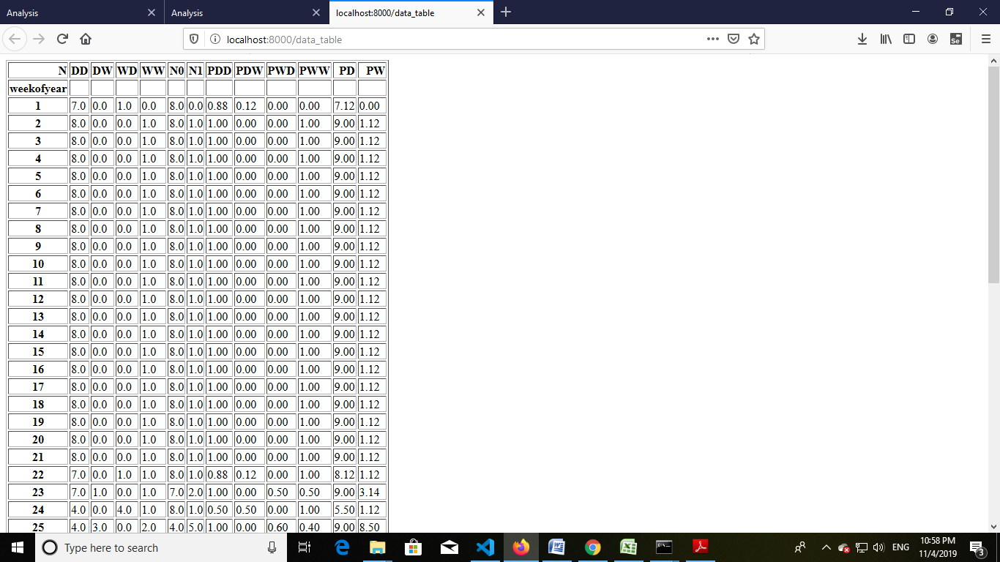 Analysis Analysis localhost:8000/data_table
localhost:8000/data_table
Se
N DD DW WD WW N0 N1 PDD PDW PWD PWW PD PW
weekofyear
1 7.0 0.0 1.0 0.0 8.0 0.0 0.88 0.12 0.00 0.00 7.12 0.00
2 8.0 0.0 0.0 1.0 8.0 1.0 1.00 0.00 0.00 1.00 9.00 1.12
3 8.0 0.0 0.0 1.0 8.0 1.0 1.00 0.00 0.00 1.00 9.00 1.12
4 8.0 0.0 0.0 1.0 8.0 1.0 1.00 0.00 0.00 1.00 9.00 1.12
5 8.0 0.0 0.0 1.0 8.0 1.0 1.00 0.00 0.00 1.00 9.00 1.12
6 8.0 0.0 0.0 1.0 8.0 1.0 1.00 0.00 0.00 1.00 9.00 1.12
7 8.0 0.0 0.0 1.0 8.0 1.0 1.00 0.00 0.00 1.00 9.00 1.12
8 8.0 0.0 0.0 1.0 8.0 1.0 1.00 0.00 0.00 1.00 9.00 1.12
9 8.0 0.0 0.0 1.0 8.0 1.0 1.00 0.00 0.00 1.00 9.00 1.12
10 8.0 0.0 0.0 1.0 8.0 1.0 1.00 0.00 0.00 1.00 9.00 1.12
11 8.0 0.0 0.0 1.0 8.0 1.0 1.00 0.00 0.00 1.00 9.00 1.12
12 8.0 0.0 0.0 1.0 8.0 1.0 1.00 0.00 0.00 1.00 9.00 1.12
13 8.0 0.0 0.0 1.0 8.0 1.0 1.00 0.00 0.00 1.00 9.00 1.12
14 8.0 0.0 0.0 1.0 8.0 1.0 1.00 0.00 0.00 1.00 9.00 1.12
15 8.0 0.0 0.0 1.0 8.0 1.0 1.00 0.00 0.00 1.00 9.00 1.12
16 8.0 0.0 0.0 1.0 8.0 1.0 1.00 0.00 0.00 1.00 9.00 1.12
17 8.0 0.0 0.0 1.0 8.0 1.0 1.00 0.00 0.00 1.00 9.00 1.12
18 8.0 0.0 0.0 1.0 8.0 1.0 1.00 0.00 0.00 1.00 9.00 1.12
19 8.0 0.0 0.0 1.0 8.0 1.0 1.00 0.00 0.00 1.00 9.00 1.12
20 8.0 0.0 0.0 1.0 8.0 1.0 1.00 0.00 0.00 1.00 9.00 1.12
21 8.0 0.0 0.0 1.0 8.0 1.0 1.00 0.00 0.00 1.00 9.00 1.12
22 7.0 0.0 1.0 1.0 8.0 1.0 0.88 0.12 0.00 1.00 8.12 1.12
23 7.0 1.0 0.0 1.0 7.0 2.0 1.00 0.00 0.50 0.50 9.00 3.14
24 4.0 0.0 4.0 1.0 8.0 1.0 0.50 0.50 0.00 1.00 5.50 1.12
25 4.0 3.0 0.0 2.0 4.0 5.0 1.00 0.00 0.60 0.40 9.00 8.50
Type here to search
ENG
10:58 PM
11/4/2019
3